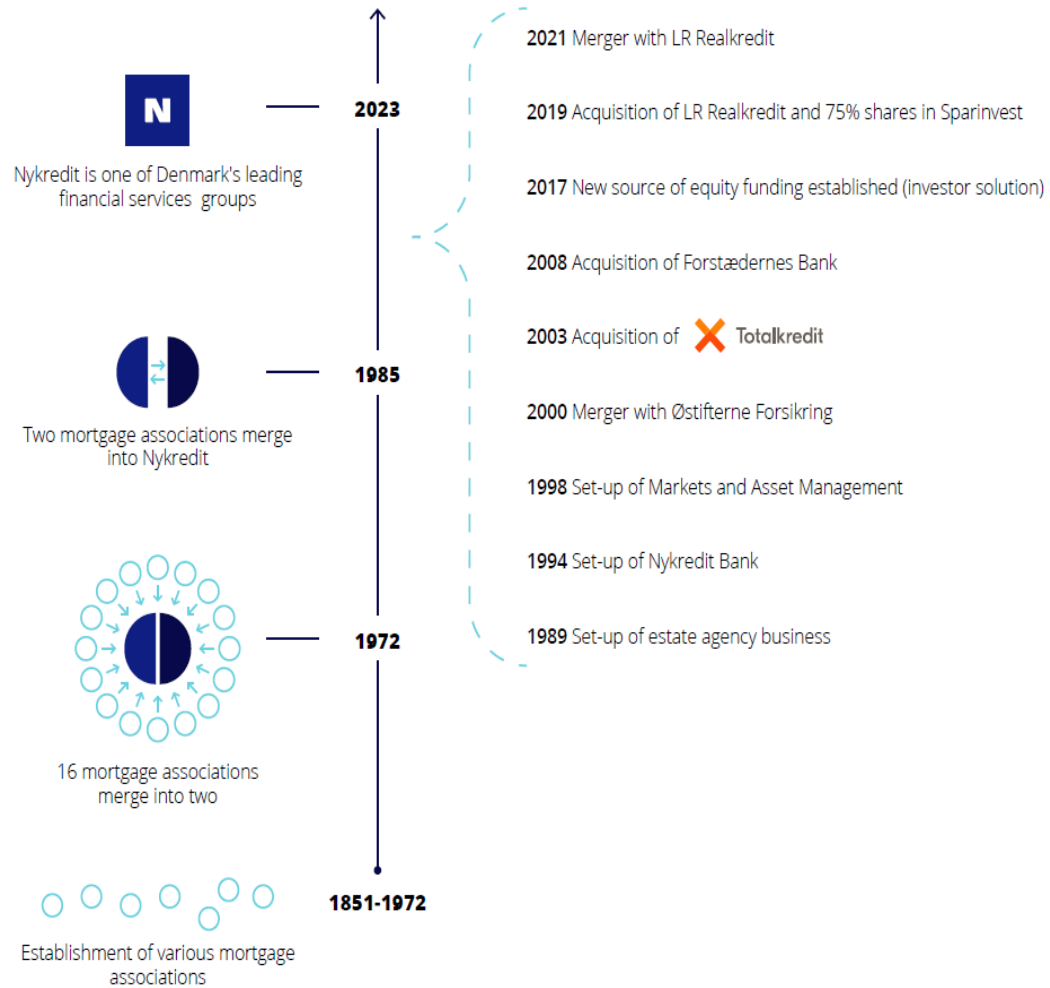 N
2023
Nykredit is one of Denmark's leading
financial services groups
1985
Two mortgage associations merge
into Nykredit
1972
16 mortgage associations
merge into two
1851-1972
Establishment of various mortgage
associations
2021 Merger with LR Realkredit
2019 Acquisition of LR Realkredit and 75% shares in Sparinvest
2017 New source of equity funding established (investor solution)
2008 Acquisition of Forstædernes Bank
2003 Acquisition of Totalkredit
2000 Merger with Østifterne Forsikring
1998 Set-up of Markets and Asset Management
1994 Set-up of Nykredit Bank
1989 Set-up of estate agency business